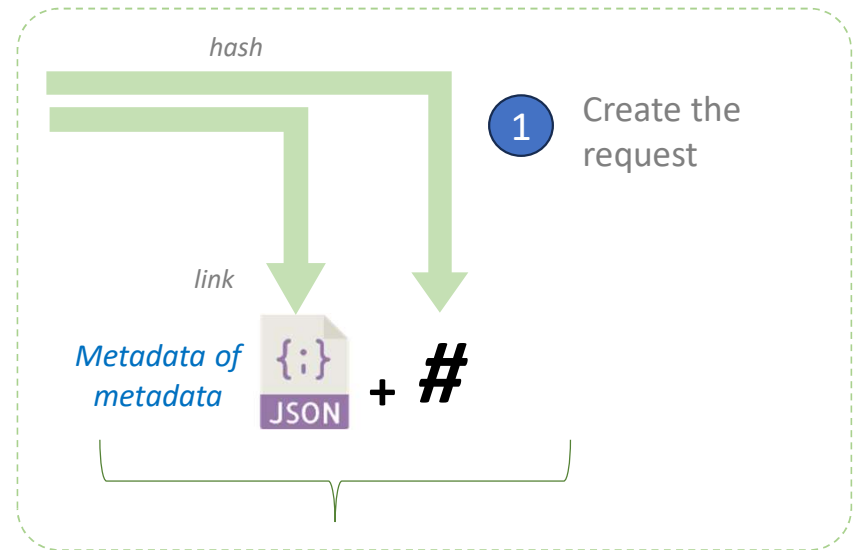 hash
1
Create the
request
link
Metadata of
metadata
{;}
JSON
+
#